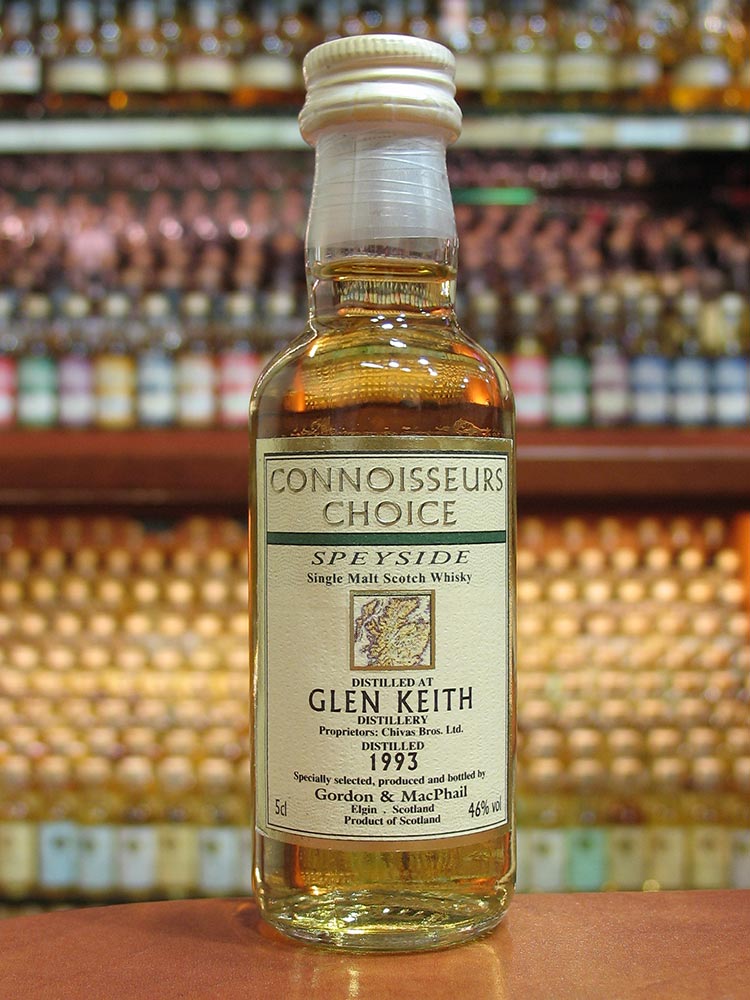 CONNOISSEURS
CHOICE
SPEYSIDE
Single Malt Scotch Whisky
DISTILLED AT
GLEN KEITH
DISTILLERY
Proprietors: Chivas Bros. Ltd.
DISTILLED
1993
Specially selected, produced and bottled by
Gordon & MacPhail
Elgin . Scotland
Product of Scotland
5cl
46% vol